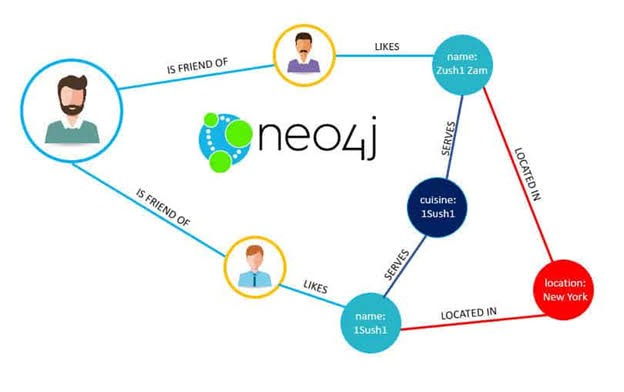 IS FRIEND OF
LIKES
name:
Zush1 Zam
neo4j
SERVES
LOCATED IN
cuisine:
1Sush1
IS FRIEND OF
SERVES
location:
New York
LIKES
name:
1Sush1
LOCATED IN